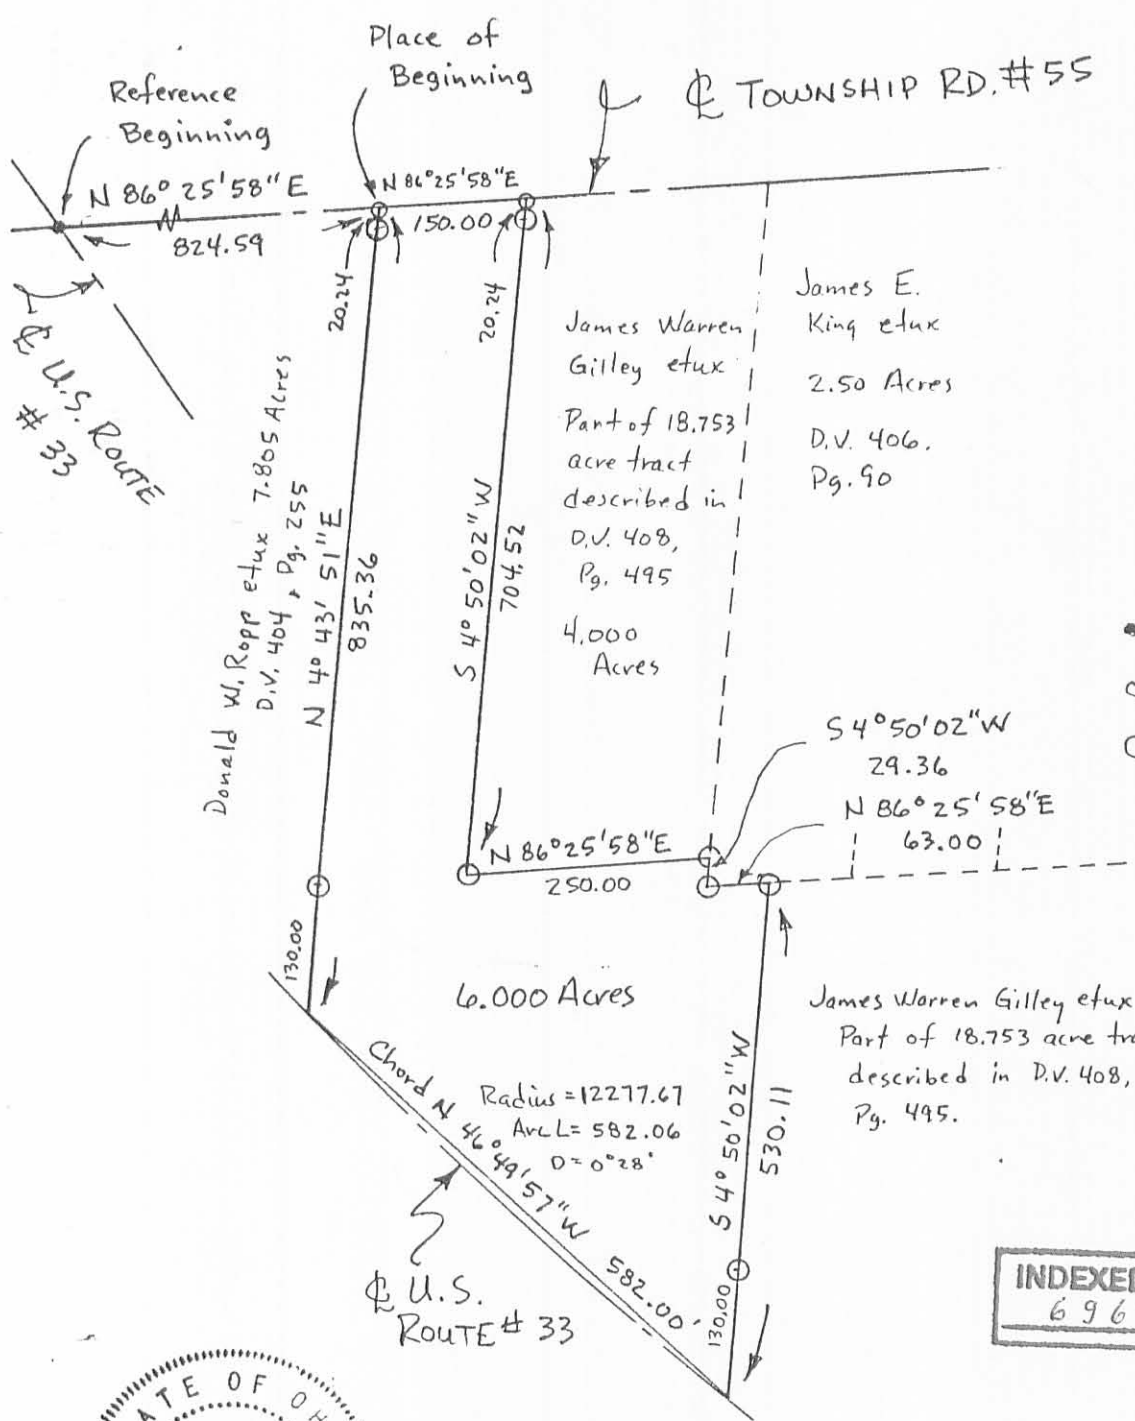 Place of
Beginning
Reference
Beginning
℄ TOWNSHIP RD. #55
N 86° 25' 58" E
824.59
N 86° 25' 58" E
150.00
20.24
20.24
℄ U.S. ROUTE
# 33
Donald W. Ropp etux 7.805 Acres
D.V. 404, Pg. 255
N 4° 43' 51" E
835.36
S 4° 50' 02" W
704.52
James Warren
Gilley etux
Part of 18.753
acre tract
described in
D.V. 408,
Pg. 495
4.000
Acres
James E.
King etux
2.50 Acres
D.V. 406.
Pg. 90
S 4° 50' 02" W
29.36
N 86° 25' 58" E
63.00
N 86° 25' 58" E
250.00
130.00
6.000 Acres
James Warren Gilley etux
Part of 18.753 acre tra
described in D.V. 408,
Pg. 495.
Chord N 46° 49' 57" W 582.00'
Radius = 12277.67
Arc L = 582.06
D = 0° 28'
S 4° 50' 02" W
530.11
130.00
℄ U.S.
ROUTE # 33
INDEXE
696
ATE OF OH